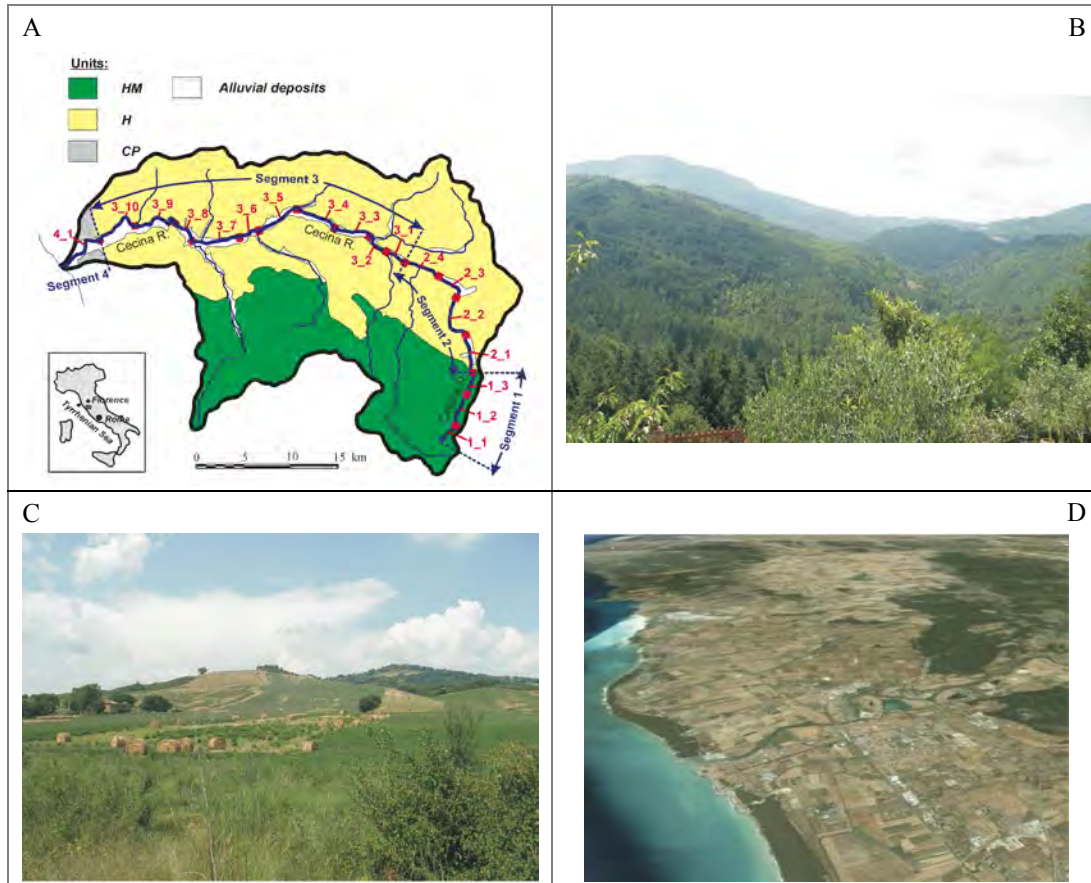 A
Units:
HM Alluvial deposits
H
CP
Segment 3
3_5
3_10
3_9
3_6
3_4
3_8
3_7
3_3
4_1
3_1
Cecina R.
Cecina R.
2_4
3_2
2_3
Segment 4
Segment 2
2_2
2_1
1_3
Segment 1
1_2
1_1
Florence
Rome
Tyrrhenian Sea
0 5 10 15 km
B
C
D